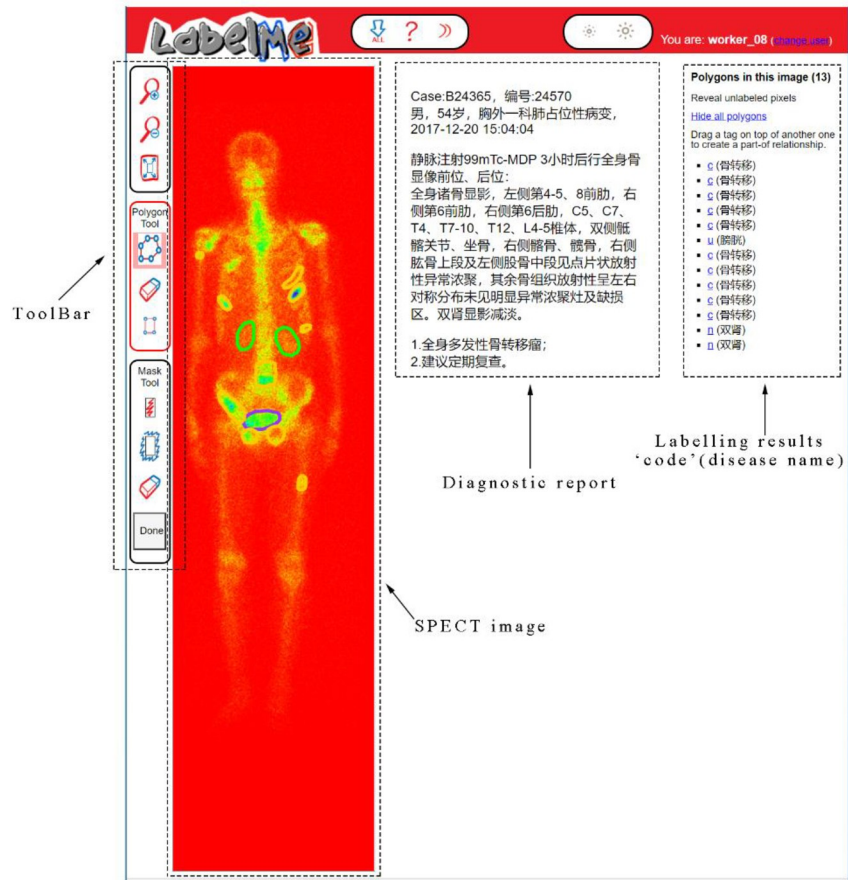 LabelMe
ALL
?
You are: worker_08 (change user)
Polygon
Tool
Mask
Tool
Done
Case:B24365，编号:24570
男，54岁，胸外一科肺占位性病变，
2017-12-20 15:04:04
静脉注射99mTc-MDP 3小时后行全身骨
显像前位、后位：
全身诸骨显影，左侧第4-5、8前肋，右
侧第6前肋，右侧第6后肋，C5、C7、
T4、T7-10、T12、L4-5椎体，双侧骶
髂关节、坐骨，右侧髂骨、髋骨，右侧
肱骨上段及左侧股骨中段见点片状放射
性异常浓聚，其余骨组织放射性呈左右
对称分布未见明显异常浓聚灶及缺损
区。双肾显影减淡。
1.全身多发性骨转移瘤；
2.建议定期复查。
Polygons in this image (13)
Reveal unlabeled pixels
Hide all polygons
Drag a tag on top of another one
to create a part-of relationship.
c (骨转移)
c (骨转移)
c (骨转移)
c (骨转移)
c (骨转移)
u (膀胱)
c (骨转移)
c (骨转移)
c (骨转移)
c (骨转移)
c (骨转移)
n (双肾)
n (双肾)
ToolBar
Diagnostic report
Labelling results
‘code’(disease name)
SPECT image